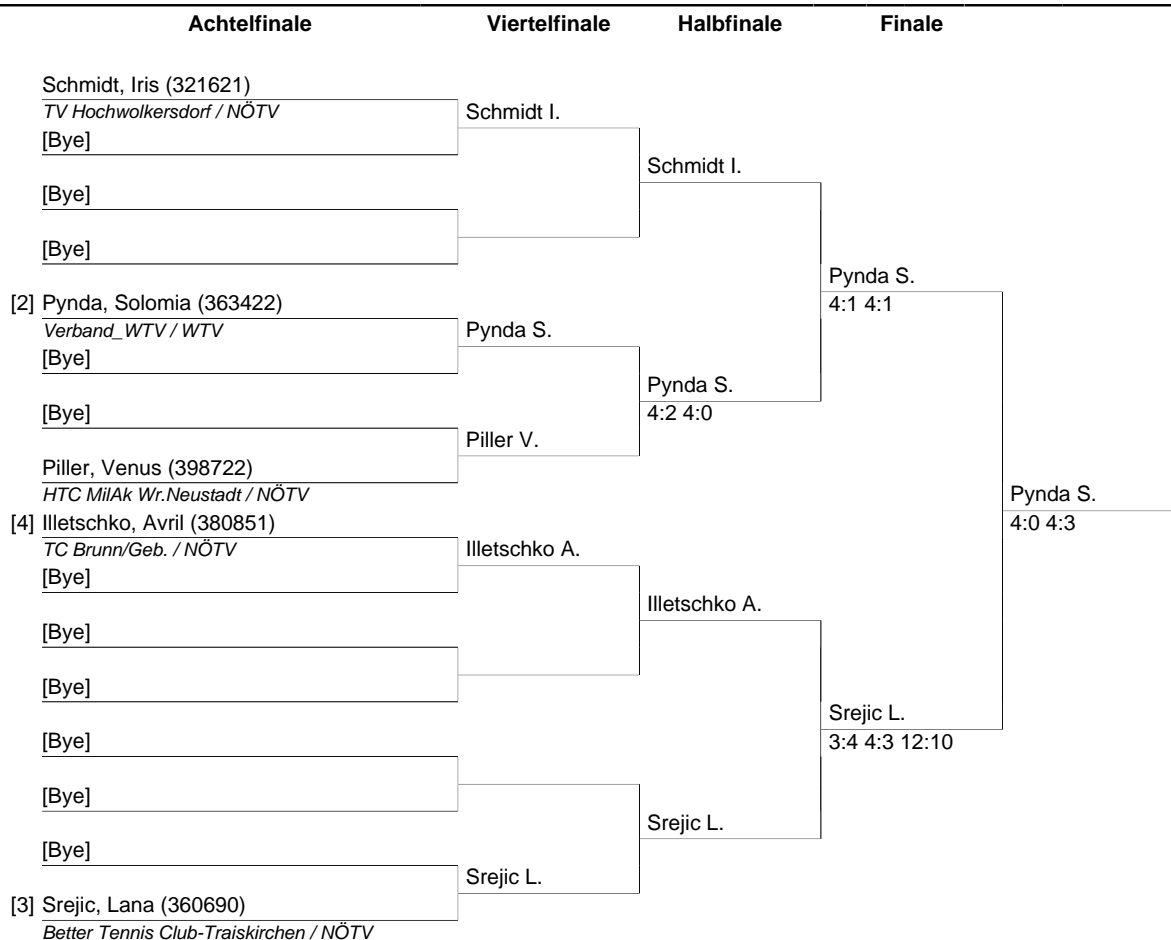 Achtelfinale Viertelfinale Halbfinale Finale
Schmidt, Iris (321621)
TV Hochwolkersdorf / NÖTV
Schmidt I.
[Bye]
Schmidt I.
[Bye]
[Bye]
Pynda S.
4:1 4:1
[2] Pynda, Solomia (363422)
Verband_WTV / WTV
Pynda S.
[Bye]
Pynda S.
4:2 4:0
[Bye]
Piller V.
Piller, Venus (398722)
HTC MilAk Wr.Neustadt / NÖTV
Pynda S.
4:0 4:3
[4] Illetschko, Avril (380851)
TC Brunn/Geb. / NÖTV
Illetschko A.
[Bye]
Illetschko A.
[Bye]
[Bye]
Srejic L.
3:4 4:3 12:10
[Bye]
[Bye]
Srejic L.
[Bye]
Srejic L.
[3] Srejic, Lana (360690)
Better Tennis Club-Traiskirchen / NÖTV